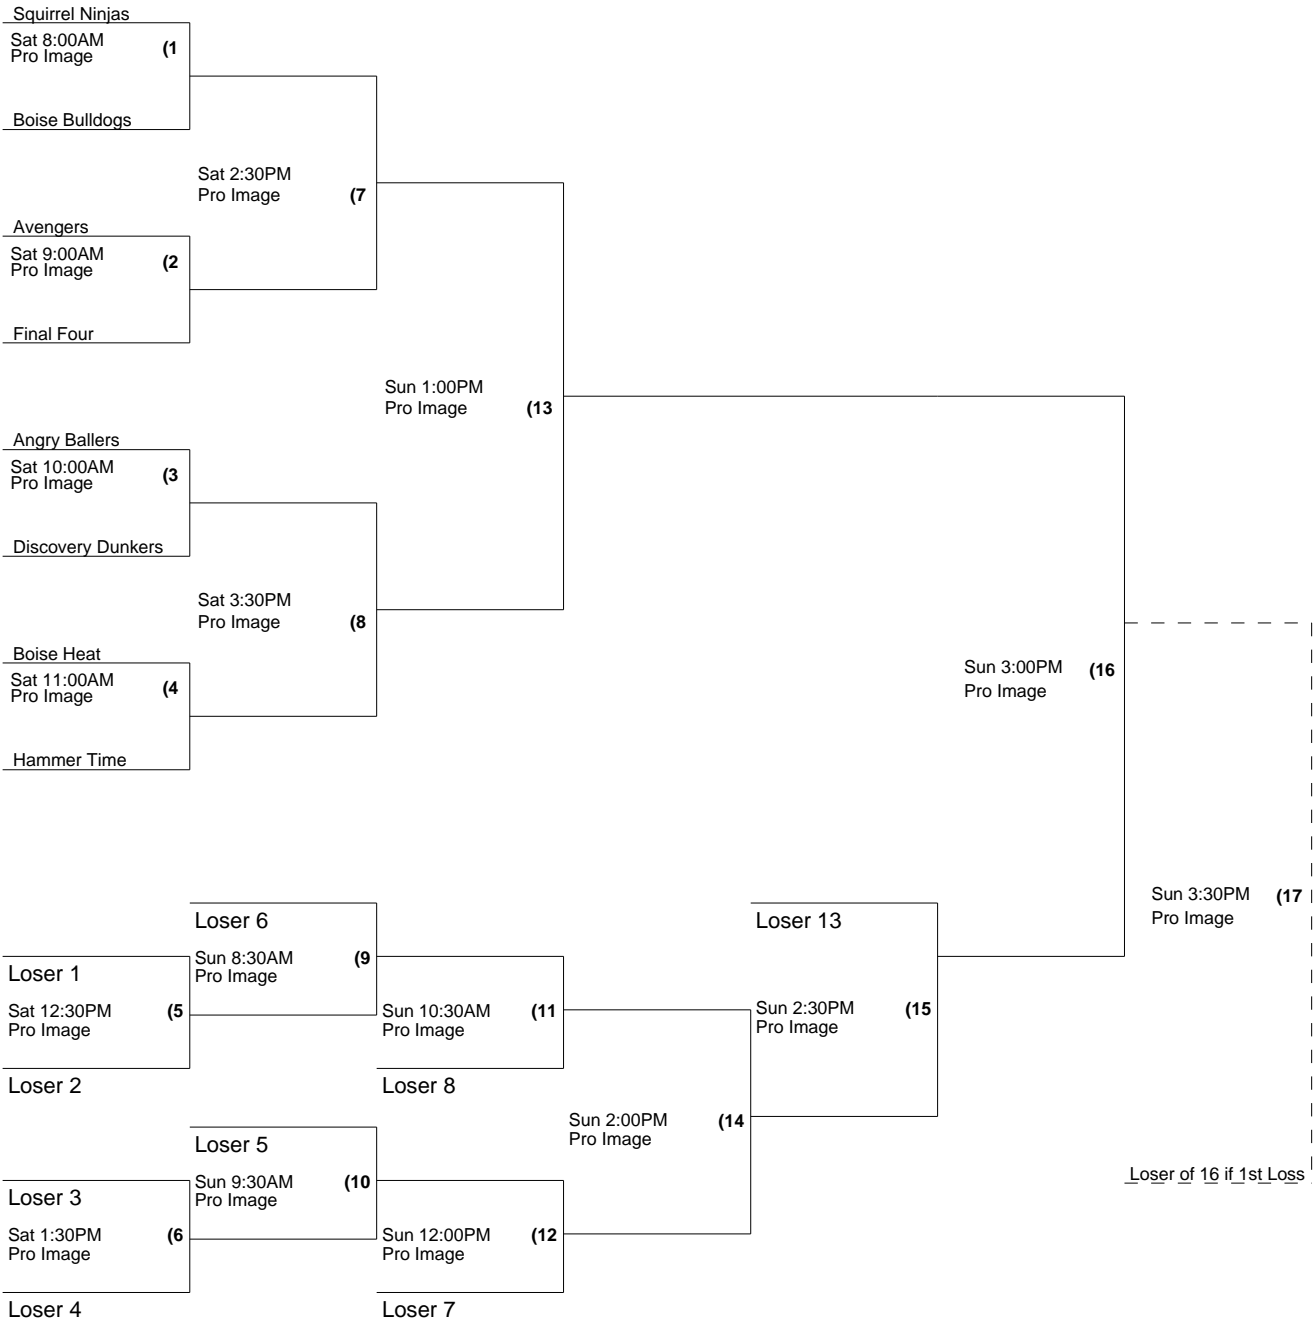 Squirrel Ninjas
Sat 8:00AM
Pro Image
(1
Boise Bulldogs
Sat 2:30PM
Pro Image
(7
Avengers
Sat 9:00AM
Pro Image
(2
Final Four
Sun 1:00PM
Pro Image
(13
Angry Ballers
Sat 10:00AM
Pro Image
(3
Discovery Dunkers
Sat 3:30PM
Pro Image
(8
Boise Heat
Sat 11:00AM
Pro Image
(4
Hammer Time
Sun 3:00PM
Pro Image
(16
Sun 3:30PM
Pro Image
(17
Loser of 16 if 1st Loss
Loser 6
Sun 8:30AM
Pro Image
(9
Loser 1
Sat 12:30PM
Pro Image
(5
Loser 2
Sun 10:30AM
Pro Image
(11
Loser 8
Loser 13
Sun 2:30PM
Pro Image
(15
Sun 2:00PM
Pro Image
(14
Loser 5
Sun 9:30AM
Pro Image
(10
Loser 3
Sat 1:30PM
Pro Image
(6
Loser 4
Sun 12:00PM
Pro Image
(12
Loser 7